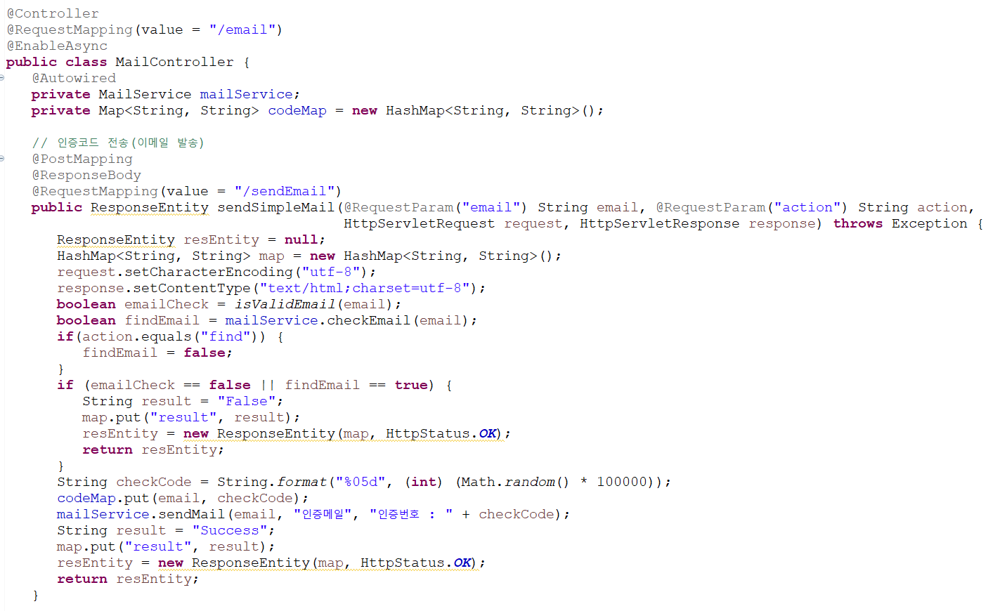 @Controller
@RequestMapping(value = "/email")
@EnableAsync
public class MailController {
@Autowired
private MailService mailService;
private Map<String, String> codeMap = new HashMap<String, String>();
// 인증코드 전송(이메일 발송)
@PostMapping
@ResponseBody
@RequestMapping(value = "/sendEmail")
public ResponseEntity sendSimpleMail(@RequestParam("email") String email, @RequestParam("action") String action,
HttpServletRequest request, HttpServletResponse response) throws Exception {
ResponseEntity resEntity = null;
HashMap<String, String> map = new HashMap<String, String>();
request.setCharacterEncoding("utf-8");
response.setContentType("text/html;charset=utf-8");
boolean emailCheck = isValidEmail(email);
boolean findEmail = mailService.checkEmail(email);
if(action.equals("find")) {
findEmail = false;
}
if (emailCheck == false || findEmail == true) {
String result = "False";
map.put("result", result);
resEntity = new ResponseEntity(map, HttpStatus.OK);
return resEntity;
}
String checkCode = String.format("%05d", (int) (Math.random() * 100000));
codeMap.put(email, checkCode);
mailService.sendMail(email, "인증메일", "인증번호 : " + checkCode);
String result = "Success";
map.put("result", result);
resEntity = new ResponseEntity(map, HttpStatus.OK);
return resEntity;
}